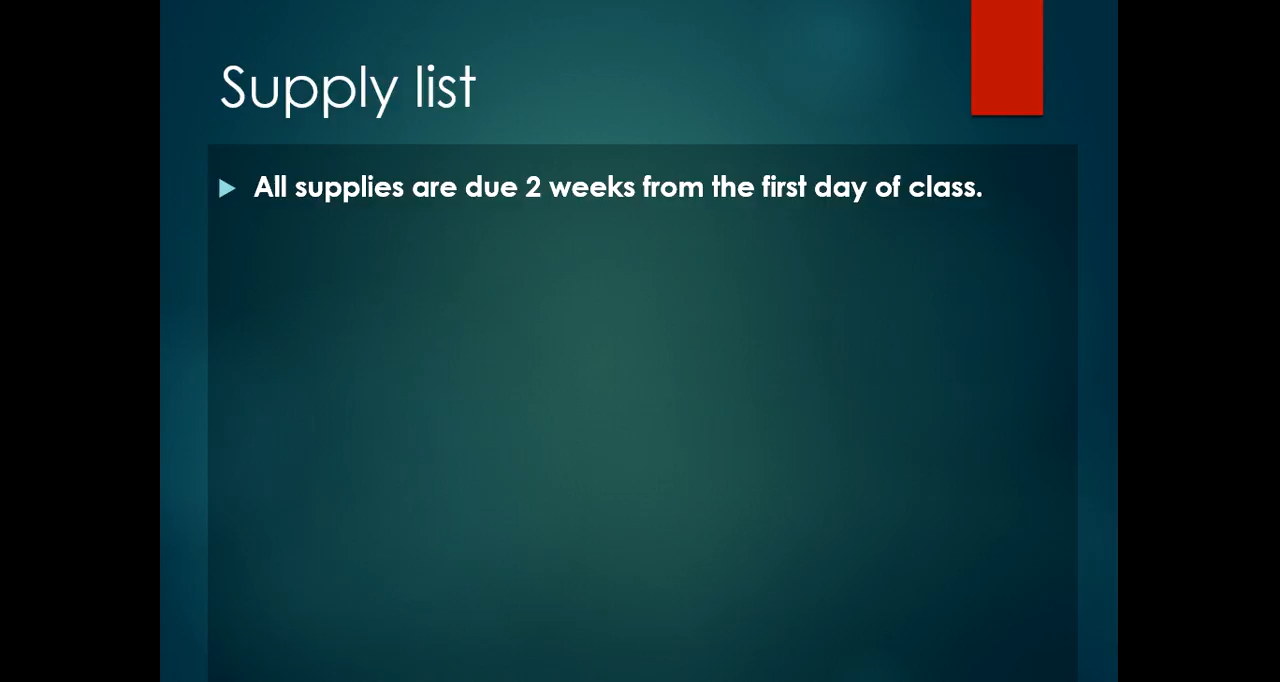 Supply list
All supplies are due 2 weeks from the first day of class.